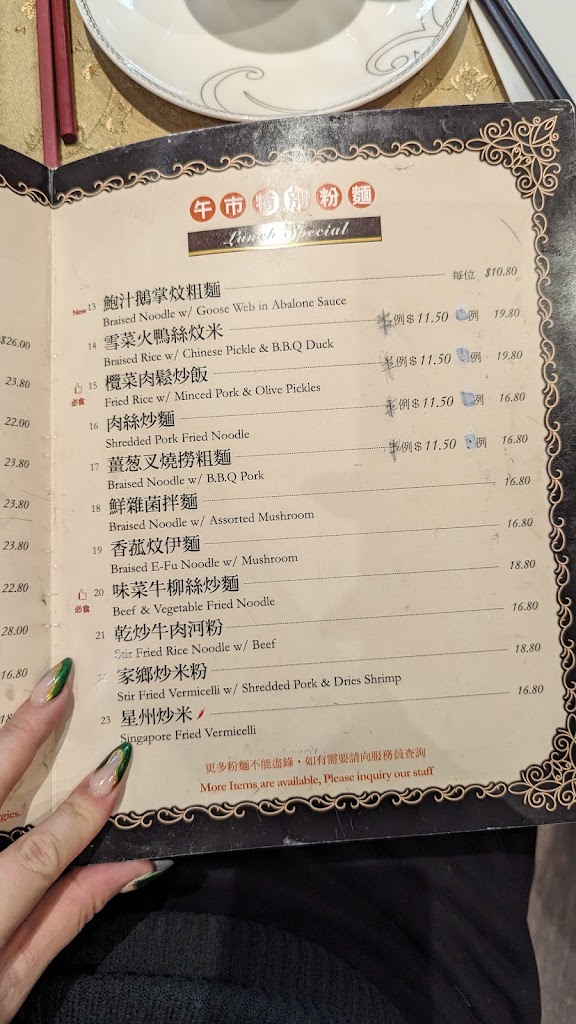 $26.00
23.80
22.00
23.80
23.80
23.80
22.80
28.00
16.80
午市特別粉麵
Lunch Special
New 13 鮑汁鵝掌炆粗麵 每位 $10.80
Braised Noodle w/ Goose Web in Abalone Sauce
14 雪菜火鴨絲炆米 半例 $11.50 例 19.80
Braised Rice w/ Chinese Pickle & B.B.Q Duck
必食 15 欖菜肉鬆炒飯 半例 $11.50 例 19.80
Fried Rice w/ Minced Pork & Olive Pickles
16 肉絲炒麵 半例 $11.50 例 16.80
Shredded Pork Fried Noodle
17 薑葱叉燒撈粗麵 半例 $11.50 例 16.80
Braised Noodle w/ B.B.Q Pork
18 鮮雜菌拌麵 16.80
Braised Noodle w/ Assorted Mushroom
19 香菰炆伊麵 16.80
Braised E-Fu Noodle w/ Mushroom
必食 20 味菜牛柳絲炒麵 18.80
Beef & Vegetable Fried Noodle
21 乾炒牛肉河粉 16.80
Stir Fried Rice Noodle w/ Beef
家鄉炒米粉 18.80
Stir Fried Vermicelli w/ Shredded Pork & Dries Shrimp
23 星州炒米 16.80
Singapore Fried Vermicelli
更多粉麵不能盡錄，如有需要請向服務員查詢
More Items are available, Please inquiry our staff